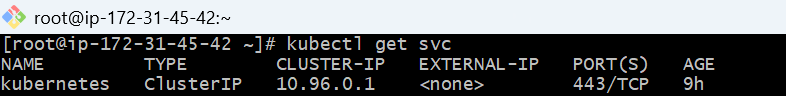 root@ip-172-31-45-42:~
[root@ip-172-31-45-42 ~]# kubectl get svc
NAME TYPE CLUSTER-IP EXTERNAL-IP PORT(S) AGE
kubernetes ClusterIP 10.96.0.1 <none> 443/TCP 9h